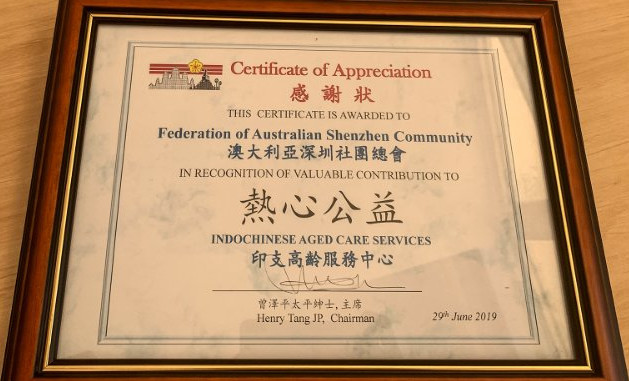 Certificate of Appreciation
感謝狀
THIS CERTIFICATE IS AWARDED TO
Federation of Australian Shenzhen Community
澳大利亞深圳社團總會
IN RECOGNITION OF VALUABLE CONTRIBUTION TO
熱心公益
INDOCHINESE AGED CARE SERVICES
印支高齡服務中心
曾澤平太平紳士, 主席
Henry Tang JP, Chairman
29th June 2019